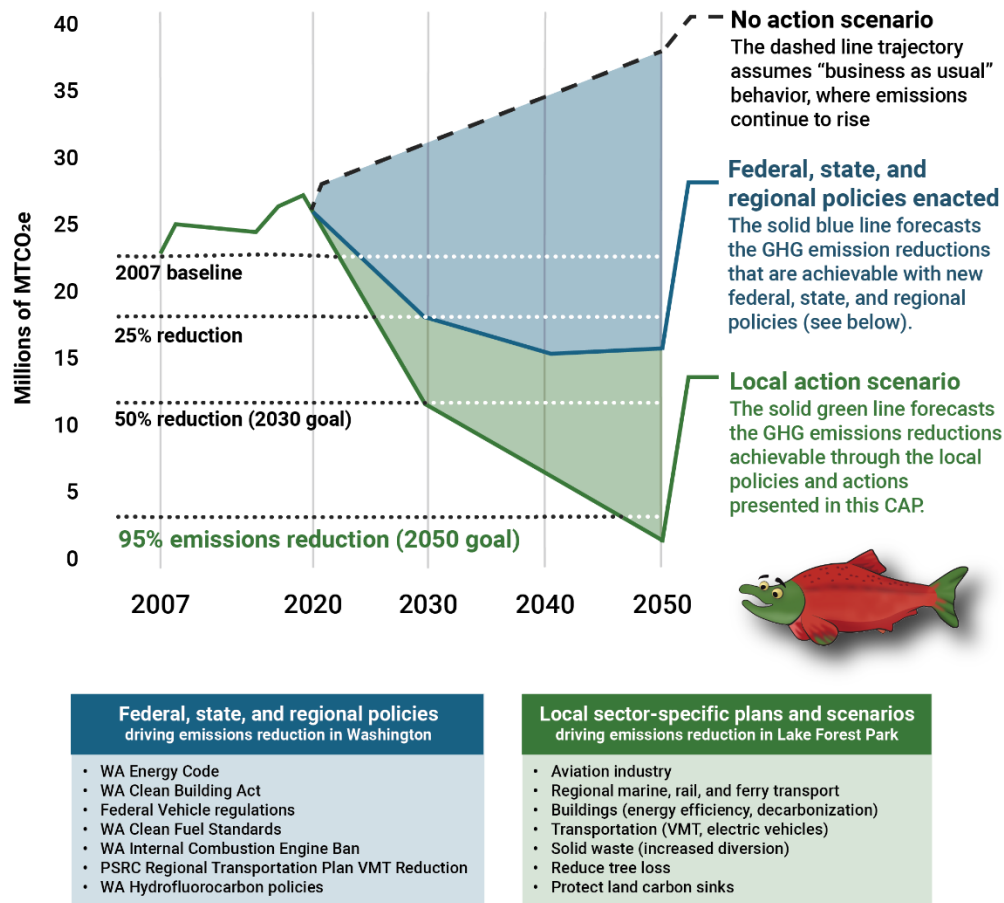 40
35
30
25
20
15
10
5
0
Millions of MTCO₂e
2007 baseline
25% reduction
50% reduction (2030 goal)
95% emissions reduction (2050 goal)
2007
2020
2030
2040
2050
No action scenario
The dashed line trajectory
assumes “business as usual”
behavior, where emissions
continue to rise
Federal, state, and
regional policies enacted
The solid blue line forecasts
the GHG emission reductions
that are achievable with new
federal, state, and regional
policies (see below).
Local action scenario
The solid green line forecasts
the GHG emissions reductions
achievable through the local
policies and actions
presented in this CAP.
Federal, state, and regional policies
driving emissions reduction in Washington
• WA Energy Code
• WA Clean Building Act
• Federal Vehicle regulations
• WA Clean Fuel Standards
• WA Internal Combustion Engine Ban
• PSRC Regional Transportation Plan VMT Reduction
• WA Hydrofluorocarbon policies
Local sector-specific plans and scenarios
driving emissions reduction in Lake Forest Park
• Aviation industry
• Regional marine, rail, and ferry transport
• Buildings (energy efficiency, decarbonization)
• Transportation (VMT, electric vehicles)
• Solid waste (increased diversion)
• Reduce tree loss
• Protect land carbon sinks